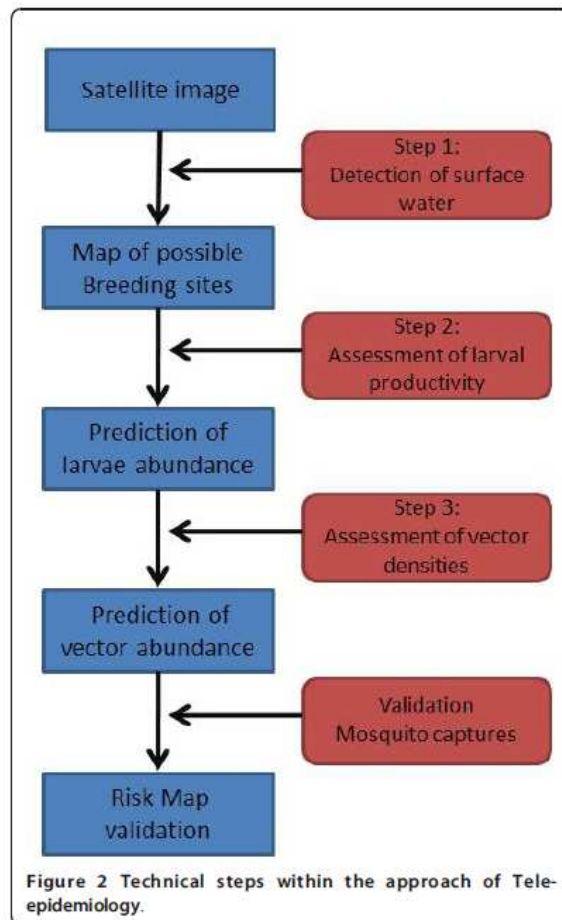 Satellite image
Step 1:
Detection of surface
water
Map of possible
Breeding sites
Step 2:
Assessment of larval
productivity
Prediction of
larvae abundance
Step 3:
Assessment of vector
densities
Prediction of
vector abundance
Validation
Mosquito captures
Risk Map
validation
Figure 2 Technical steps within the approach of Tele-
epidemiology.